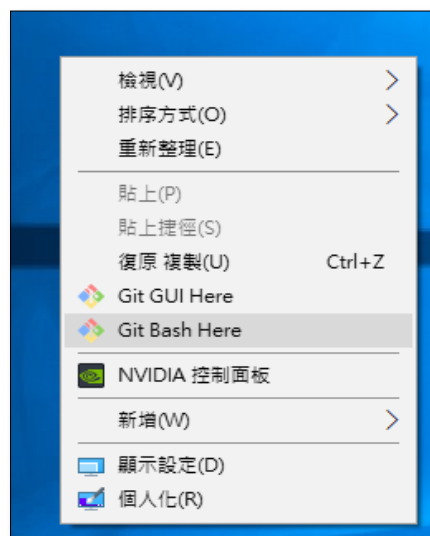 檢視(V)
排序方式(O)
重新整理(E)
貼上(P)
貼上捷徑(S)
復原 複製(U) Ctrl+Z
Git GUI Here
Git Bash Here
NVIDIA 控制面板
新增(W)
顯示設定(D)
個人化(R)